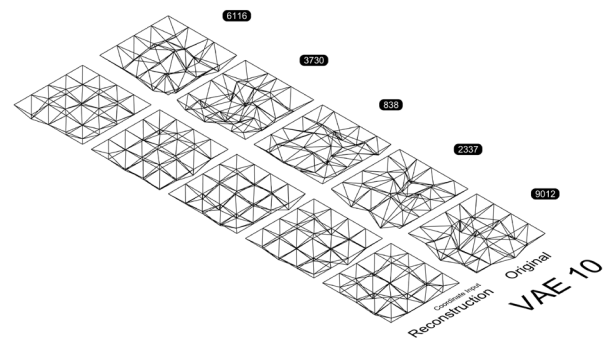 6116
3730
838
2337
9012
Original
Coordinate Input
Reconstruction
VAE 10